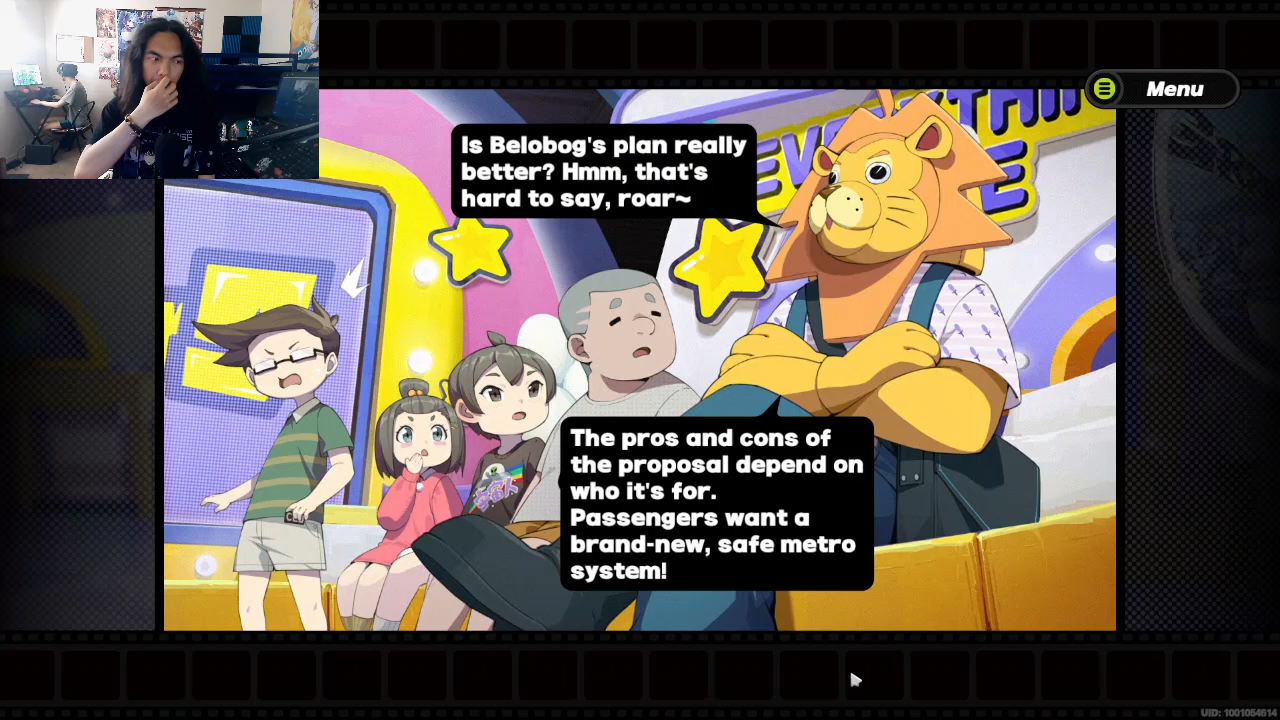 Menu
EVERYTHIN
Is Belobog's plan really
better? Hmm, that's
hard to say, roar~
The pros and cons of
the proposal depend on
who it's for.
Passengers want a
brand-new, safe metro
system!
UID: 1001054614